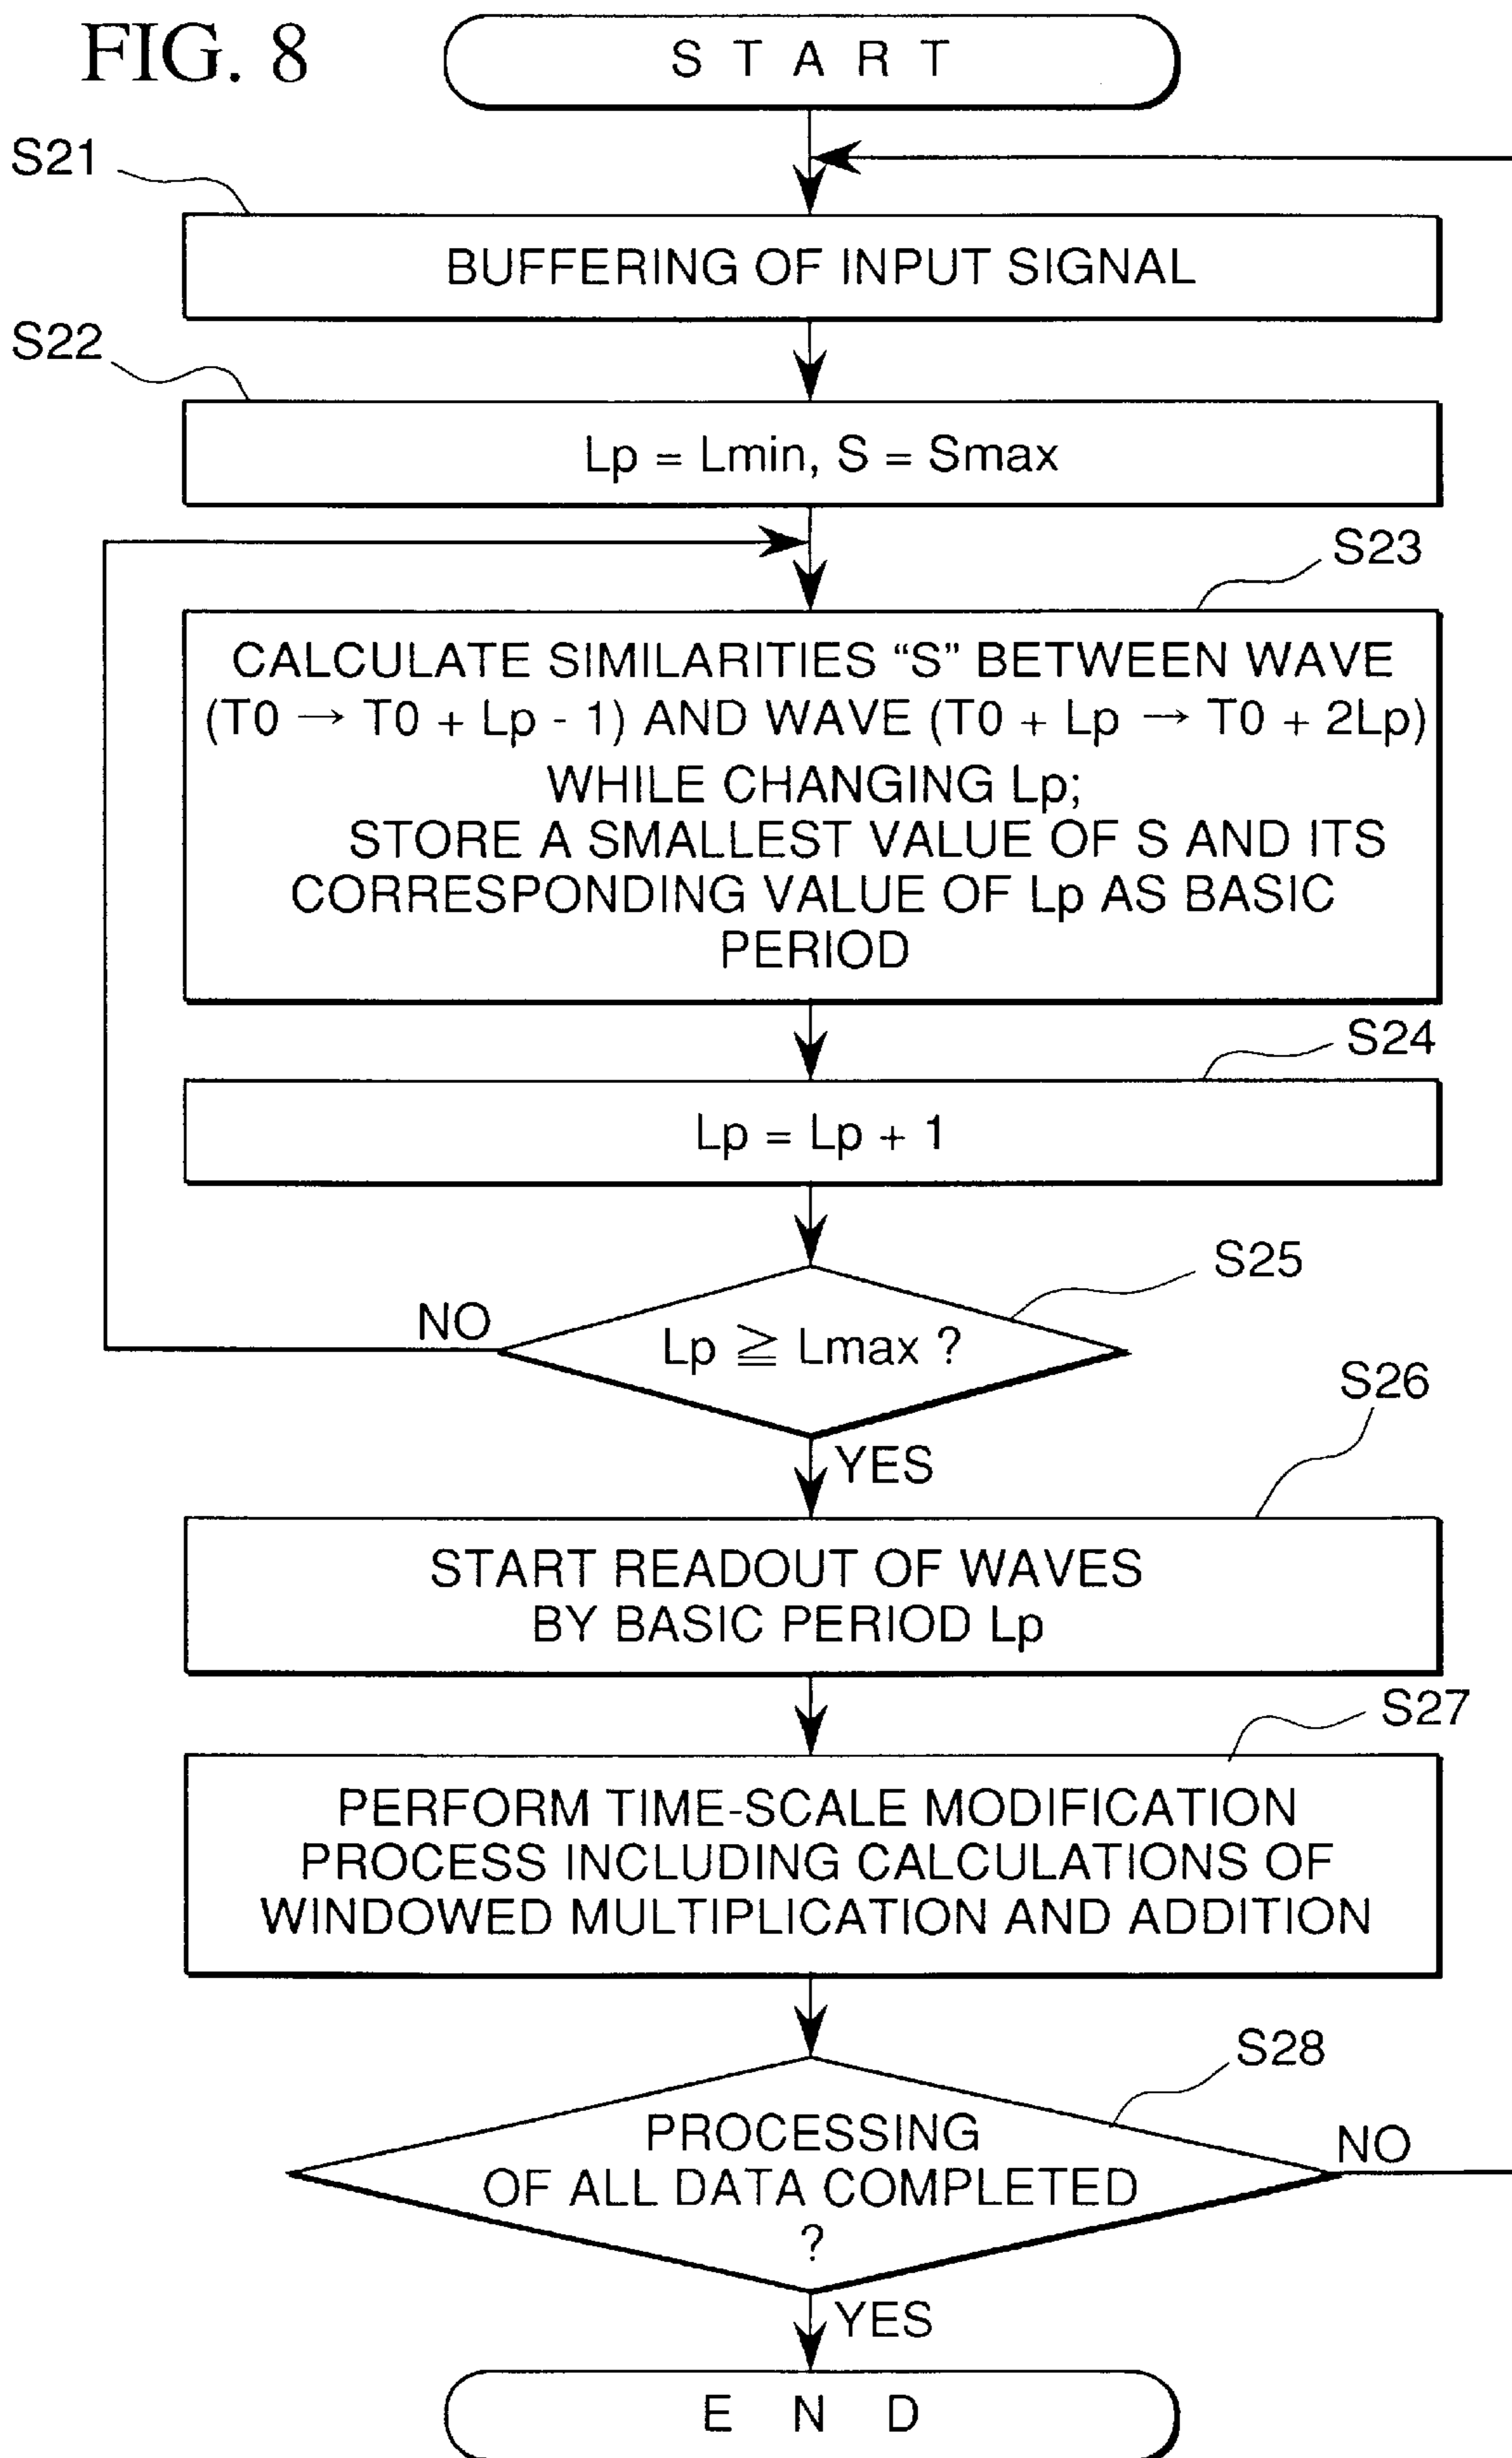 FIG. 8
START
S21
BUFFERING OF INPUT SIGNAL
S22
Lp = Lmin, S = Smax
S23
CALCULATE SIMILARITIES “S” BETWEEN WAVE
(T0 → T0 + Lp - 1) AND WAVE (T0 + Lp → T0 + 2Lp)
WHILE CHANGING Lp;
STORE A SMALLEST VALUE OF S AND ITS
CORRESPONDING VALUE OF Lp AS BASIC
PERIOD
S24
Lp = Lp + 1
S25
NO
Lp ≧ Lmax ?
YES
S26
START READOUT OF WAVES
BY BASIC PERIOD Lp
S27
PERFORM TIME-SCALE MODIFICATION
PROCESS INCLUDING CALCULATIONS OF
WINDOWED MULTIPLICATION AND ADDITION
S28
PROCESSING
OF ALL DATA COMPLETED
?
NO
YES
END